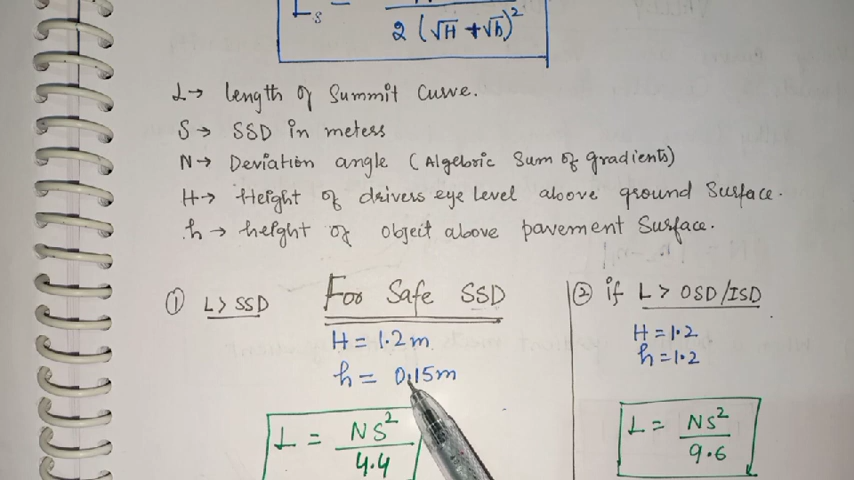 Ls =
2 (√H + √h)²
L → Length of Summit Curve.
S → SSD in meters
N → Deviation angle (Algebric Sum of gradients)
H → Height of drivers eye level above ground Surface.
h → height of object above pavement Surface.
① L > SSD For Safe SSD
H = 1.2 m
h = 0.15m
L = NS²
4.4
② if L > OSD/ISD
H = 1.2
h = 1.2
L = NS²
9.6